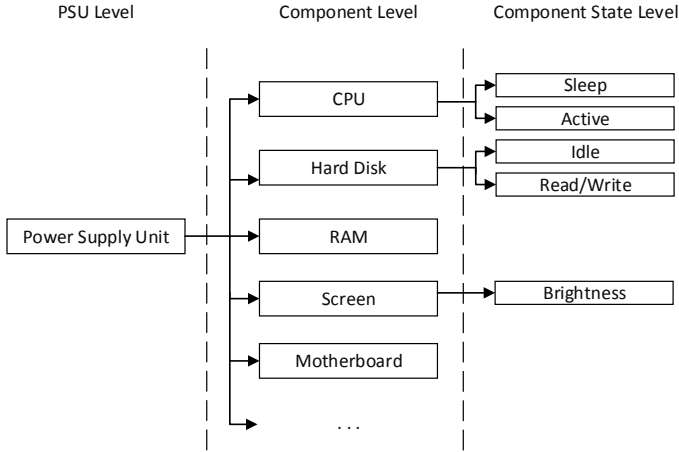 PSU Level
Component Level
Component State Level
CPU
Sleep
Active
Hard Disk
Idle
Read/Write
Power Supply Unit
RAM
Screen
Brightness
Motherboard
. . .